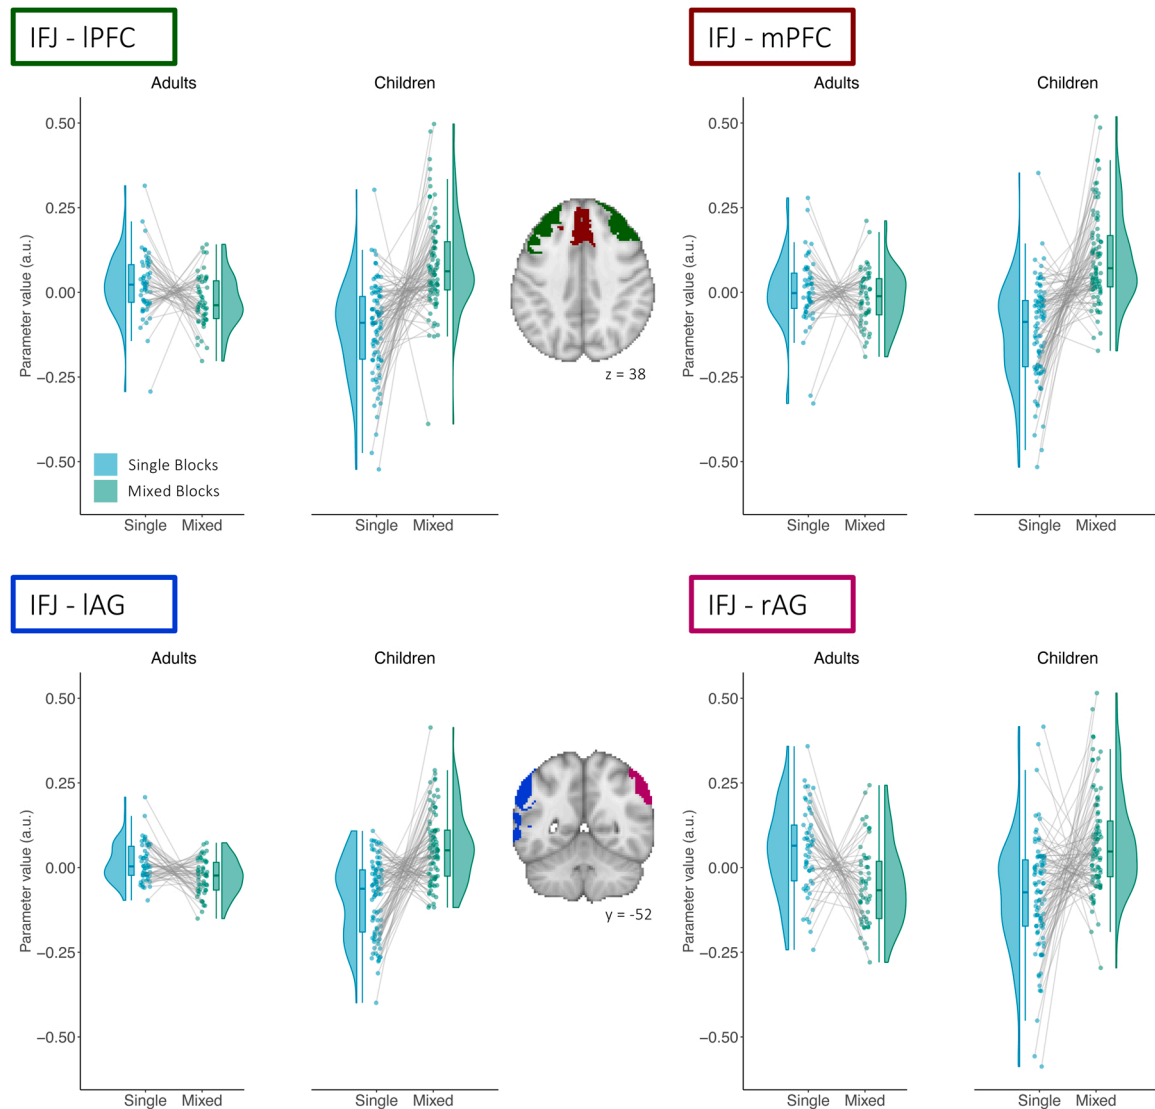 IFJ - lPFC
Adults
Children
Parameter value (a.u.)
0.50
0.25
0.00
−0.25
−0.50
Single Blocks
Mixed Blocks
Single Mixed
Single Mixed
z = 38
IFJ - mPFC
Adults
Children
Parameter value (a.u.)
0.50
0.25
0.00
−0.25
−0.50
Single Mixed
Single Mixed
IFJ - lAG
Adults
Children
Parameter value (a.u.)
0.50
0.25
0.00
−0.25
−0.50
Single Mixed
Single Mixed
y = -52
IFJ - rAG
Adults
Children
Parameter value (a.u.)
0.50
0.25
0.00
−0.25
−0.50
Single Mixed
Single Mixed